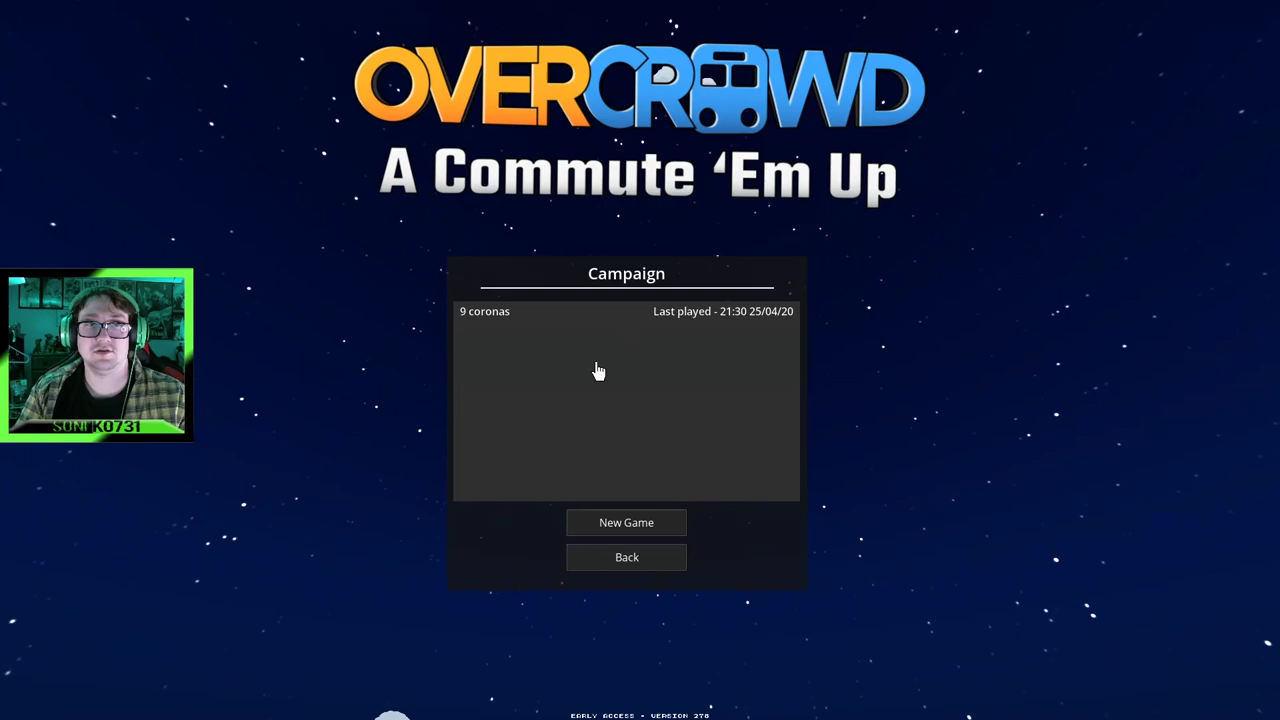 OVERCROWD
A Commute ‘Em Up
Campaign
9 coronas Last played - 21:30 25/04/20
New Game
Back
SONIK0731
EARLY ACCESS - VERSION 276